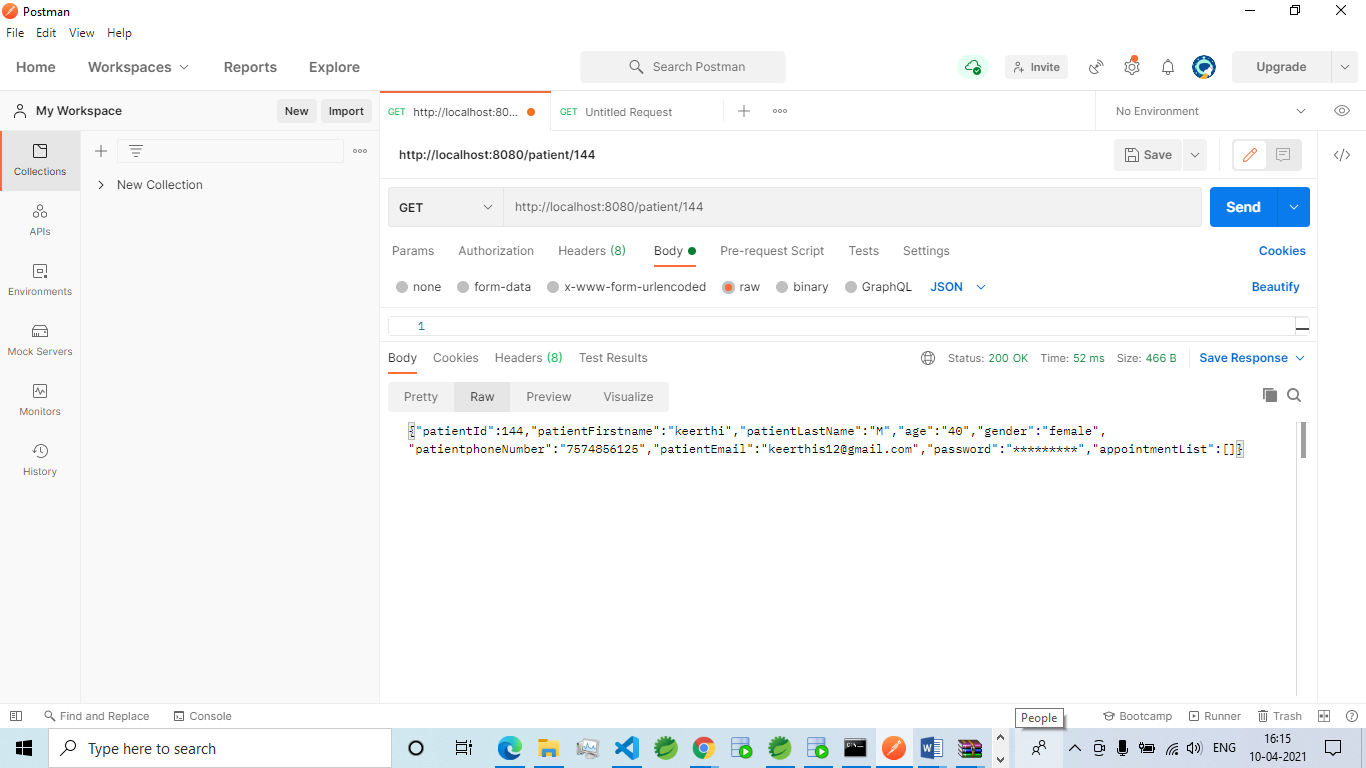 Postman
File Edit View Help
Home Workspaces Reports Explore Search Postman Invite Upgrade
My Workspace New Import GET http://localhost:80... GET Untitled Request No Environment
Collections
New Collection
APIs
Environments
Mock Servers
Monitors
History
http://localhost:8080/patient/144 Save
GET http://localhost:8080/patient/144 Send
Params Authorization Headers (8) Body Pre-request Script Tests Settings Cookies
none form-data x-www-form-urlencoded raw binary GraphQL JSON Beautify
1
Body Cookies Headers (8) Test Results Status: 200 OK Time: 52 ms Size: 466 B Save Response
Pretty Raw Preview Visualize
{"patientId":144,"patientFirstname":"keerthi","patientLastName":"M","age":"40","gender":"female",
"patientphoneNumber":"7574856125","patientEmail":"keerthis12@gmail.com","password":"*********","appointmentList":[]}
Find and Replace Console Bootcamp Runner Trash
People
Type here to search ENG 16:15
10-04-2021